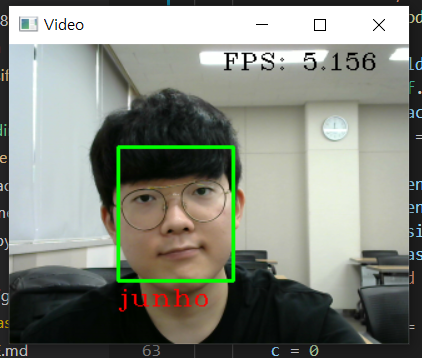 Video
FPS: 5.156
junho
.md
63
c = 0